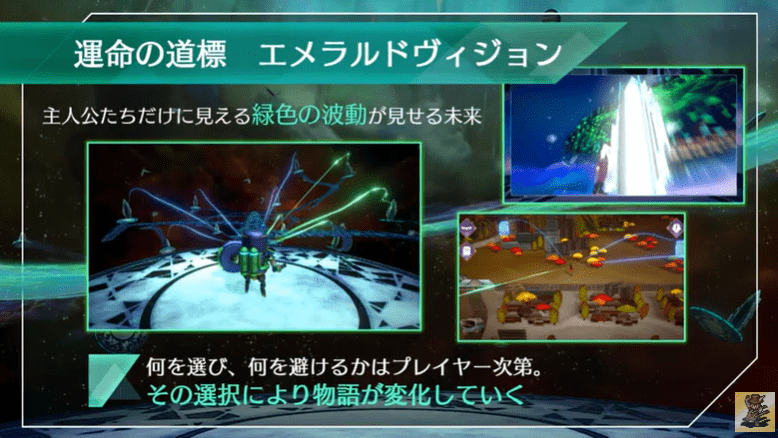 運命の道標　エメラルドヴィジョン
主人公たちだけに見える緑色の波動が見せる未来
何を選び、何を避けるかはプレイヤー次第。
その選択により物語が変化していく